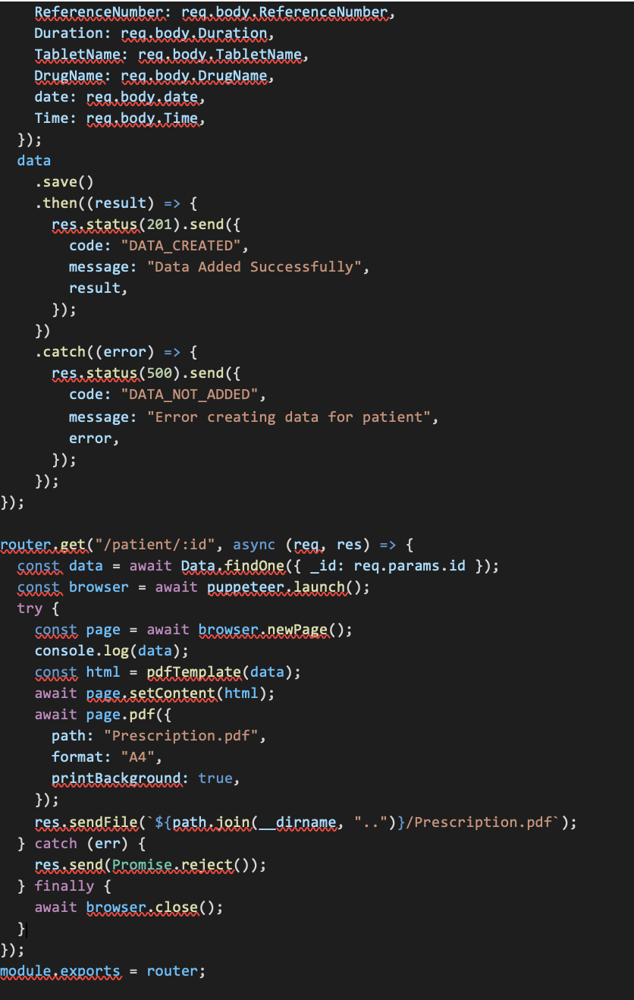 ReferenceNumber: req.body.ReferenceNumber,
Duration: req.body.Duration,
TabletName: req.body.TabletName,
DrugName: req.body.DrugName,
date: req.body.date,
Time: req.body.Time,
});
data
.save()
.then((result) => {
res.status(201).send({
code: "DATA_CREATED",
message: "Data Added Successfully",
result,
});
})
.catch((error) => {
res.status(500).send({
code: "DATA_NOT_ADDED",
message: "Error creating data for patient",
error,
});
});
});
router.get("/patient/:id", async (req, res) => {
const data = await Data.findOne({ _id: req.params.id });
const browser = await puppeteer.launch();
try {
const page = await browser.newPage();
console.log(data);
const html = pdfTemplate(data);
await page.setContent(html);
await page.pdf({
path: "Prescription.pdf",
format: "A4",
printBackground: true,
});
res.sendFile(`${path.join(__dirname, "..")}/Prescription.pdf`);
} catch (err) {
res.send(Promise.reject());
} finally {
await browser.close();
}
});
module.exports = router;